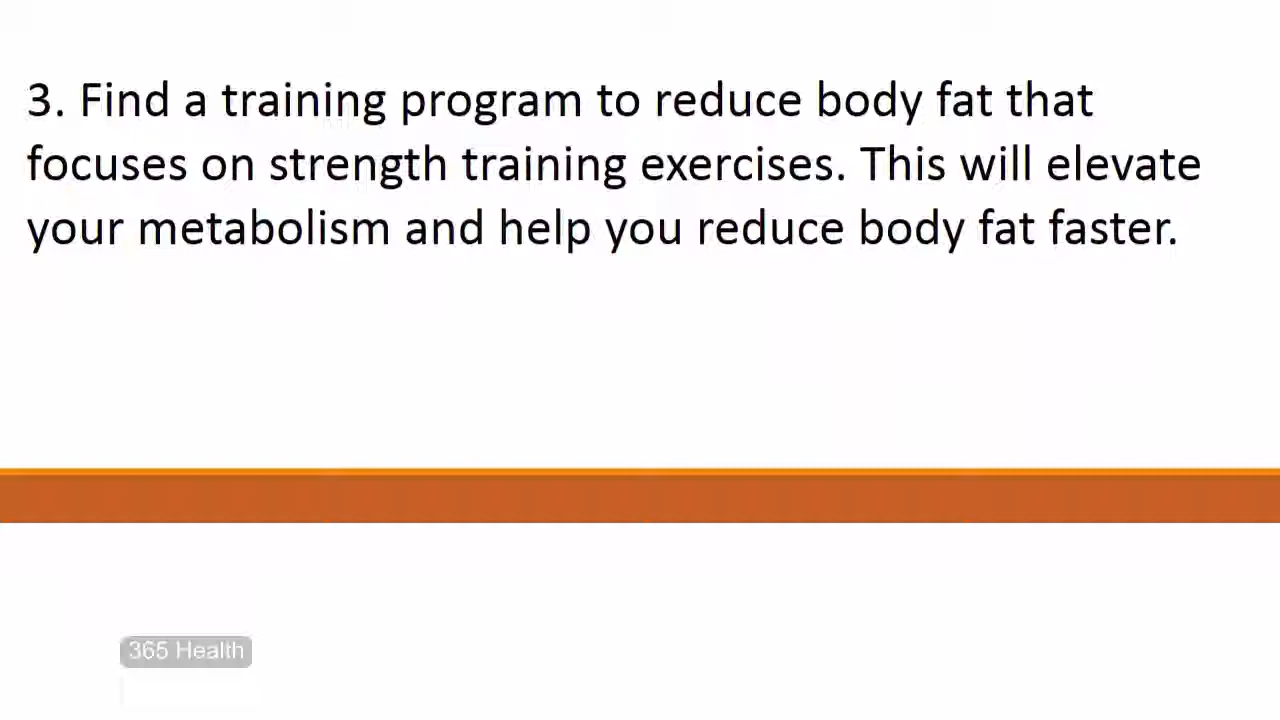 3. Find a training program to reduce body fat that
focuses on strength training exercises. This will elevate
your metabolism and help you reduce body fat faster.
365 Health